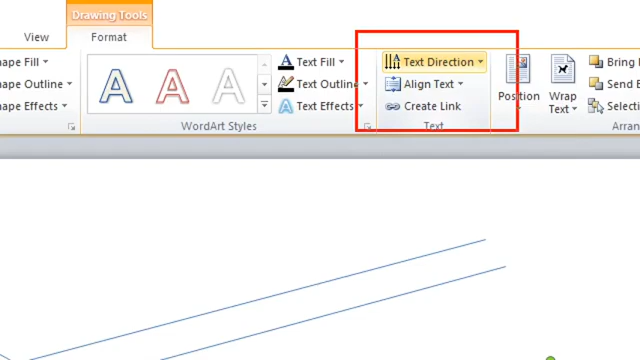 Drawing Tools
View
Format
hape Fill
hape Outline
hape Effects
Text Fill
Text Outline
Text Effects
WordArt Styles
Text Direction
Align Text
Create Link
Text
Position
Wrap
Text
Bring
Send B
Selecti
Arran